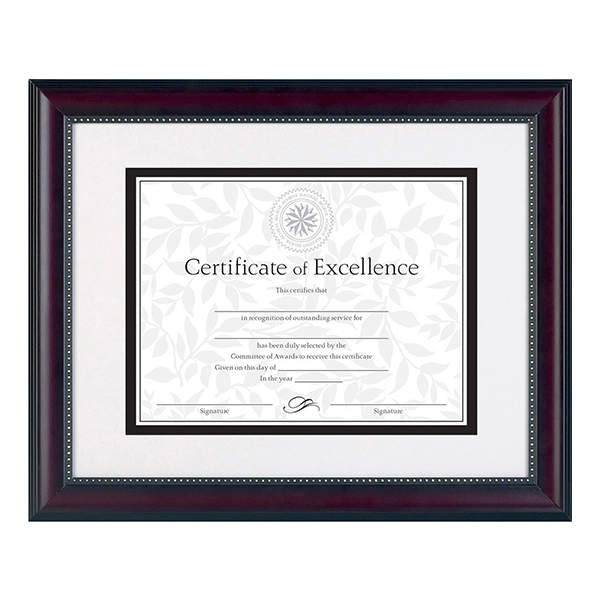 Certificate of Excellence
This certifies that
in recognition of outstanding service for
has been duly selected by the
Committee of Awards to receive this certificate
Given on this day of
In the year
Signature Signature